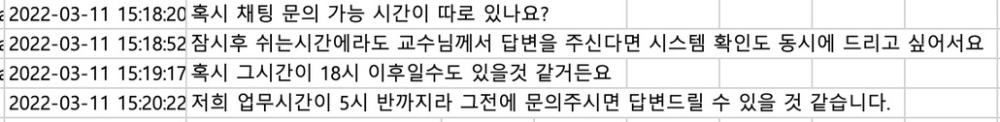 2022-03-11 15:18:20 혹시 채팅 문의 가능 시간이 따로 있나요?
2022-03-11 15:18:52 잠시후 쉬는시간에라도 교수님께서 답변을 주신다면 시스템 확인도 동시에 드리고 싶어서요
2022-03-11 15:19:17 혹시 그시간이 18시 이후일수도 있을것 같거든요
2022-03-11 15:20:22 저희 업무시간이 5시 반까지라 그전에 문의주시면 답변드릴 수 있을 것 같습니다.